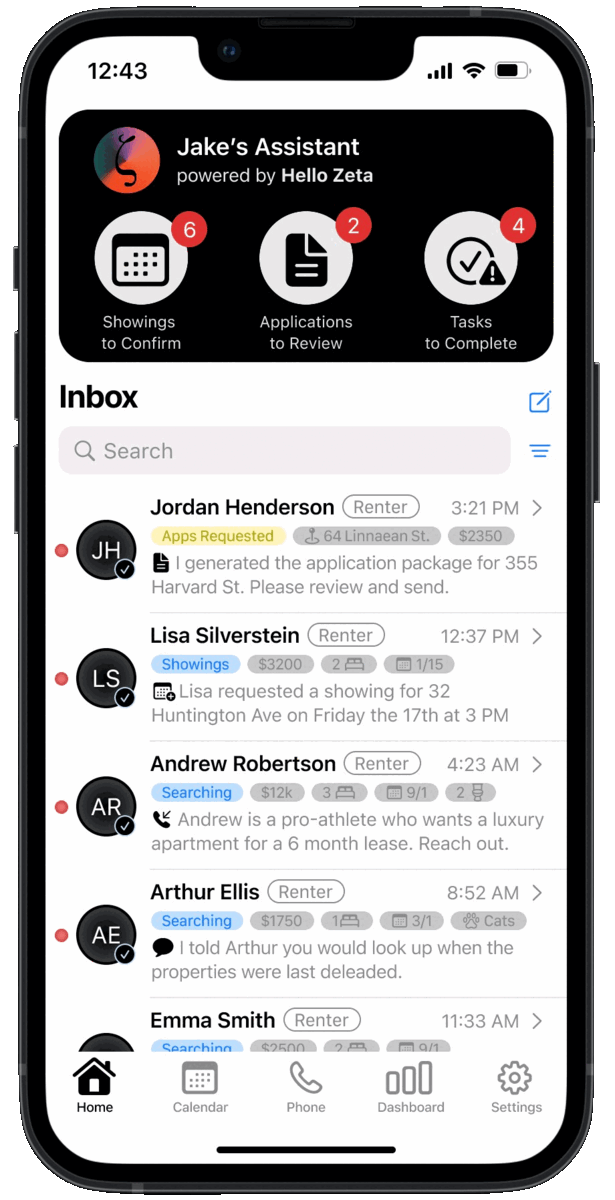 12:43
Jake's Assistant
powered by Hello Zeta
6
2
4
Showings
to Confirm
Applications
to Review
Tasks
to Complete
Inbox
Search
Jordan Henderson Renter 3:21 PM
JH
Apps Requested 64 Linnaean St. $2350
I generated the application package for 355
Harvard St. Please review and send.
Lisa Silverstein Renter 12:37 PM
LS
Showings $3200 2 1/15
Lisa requested a showing for 32
Huntington Ave on Friday the 17th at 3 PM
Andrew Robertson Renter 4:23 AM
AR
Searching $12k 3 9/1 2
Andrew is a pro-athlete who wants a luxury
apartment for a 6 month lease. Reach out.
Arthur Ellis Renter 8:52 AM
AE
Searching $1750 1 3/1 Cats
I told Arthur you would look up when the
properties were last deleaded.
Emma Smith Renter 11:33 AM
Searching $2500 2 9/1
Home Calendar Phone Dashboard Settings